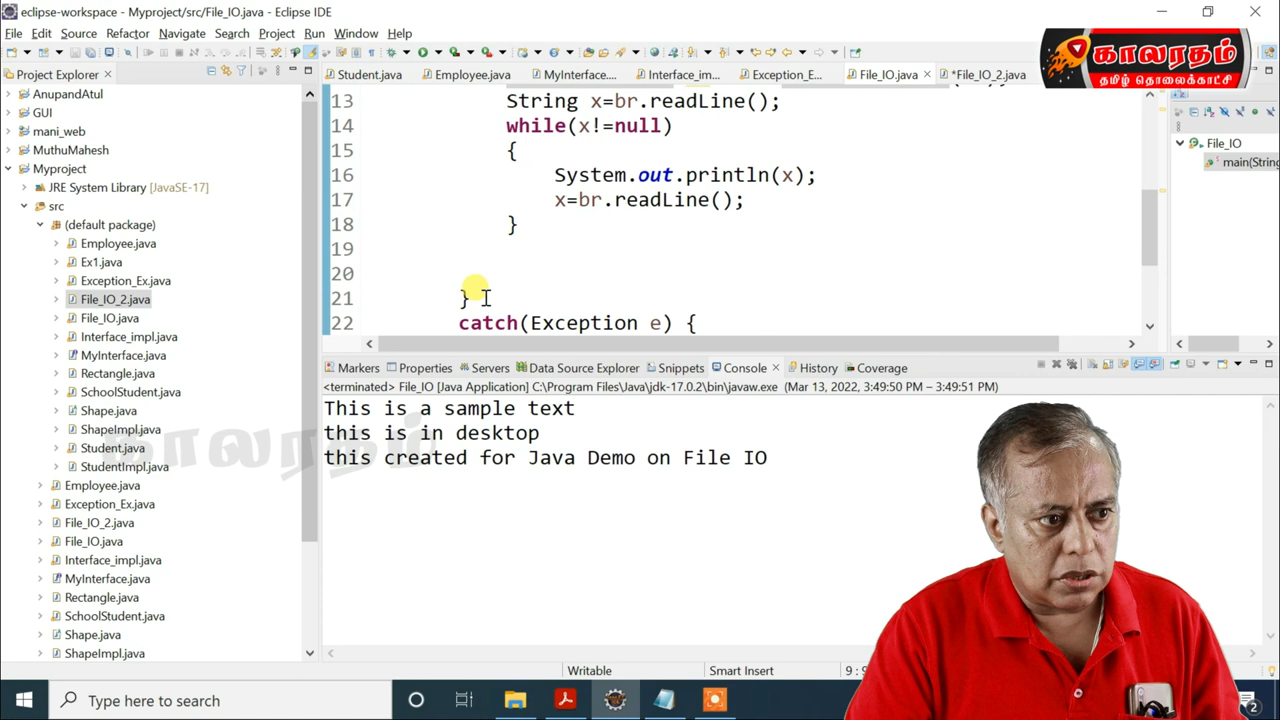 eclipse-workspace - Myproject/src/File_IO.java - Eclipse IDE
File Edit Source Refactor Navigate Search Project Run Window Help
காலரதம்
தமிழ் தொலைக்காட்சி
Project Explorer
Student.java Employee.java MyInterface.... Interface_im... Exception_E... File_IO.java *File_IO_2.java
AnupandAtul
GUI
mani_web
MuthuMahesh
Myproject
JRE System Library [JavaSE-17]
src
(default package)
Employee.java
Ex1.java
Exception_Ex.java
File_IO_2.java
File_IO.java
Interface_impl.java
MyInterface.java
Rectangle.java
SchoolStudent.java
Shape.java
ShapeImpl.java
Student.java
StudentImpl.java
Employee.java
Exception_Ex.java
File_IO_2.java
File_IO.java
Interface_impl.java
MyInterface.java
Rectangle.java
SchoolStudent.java
Shape.java
ShapeImpl.java
13 String x=br.readLine();
14 while(x!=null)
15 {
16 System.out.println(x);
17 x=br.readLine();
18 }
19
20
21 }
22 catch(Exception e) {
File_IO
main(String
Markers Properties Servers Data Source Explorer Snippets Console History Coverage
<terminated> File_IO [Java Application] C:\Program Files\Java\jdk-17.0.2\bin\javaw.exe (Mar 13, 2022, 3:49:50 PM – 3:49:51 PM)
This is a sample text
this is in desktop
this created for Java Demo on File IO
காலரதம்
Writable Smart Insert
Type here to search
2